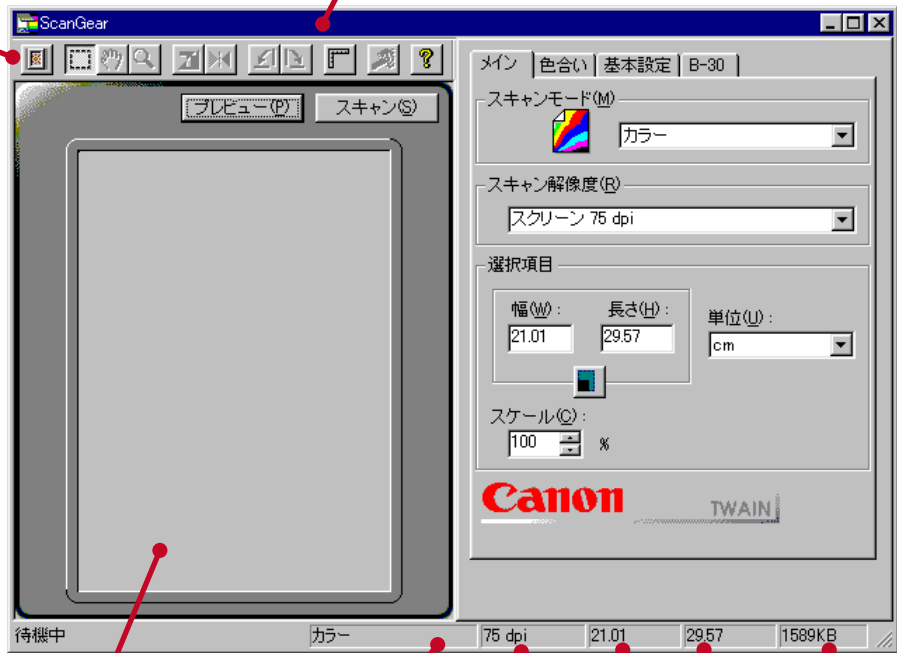 ScanGear
プレビュー(P) スキャン(S)
メイン 色合い 基本設定 B-30
スキャンモード(M)
カラー
スキャン解像度(R)
スクリーン 75 dpi
選択項目
幅(W) : 長さ(H) : 単位(U) :
21.01 29.57 cm
スケール(C) :
100 %
Canon TWAIN
待機中 カラー 75 dpi 21.01 29.57 1589KB